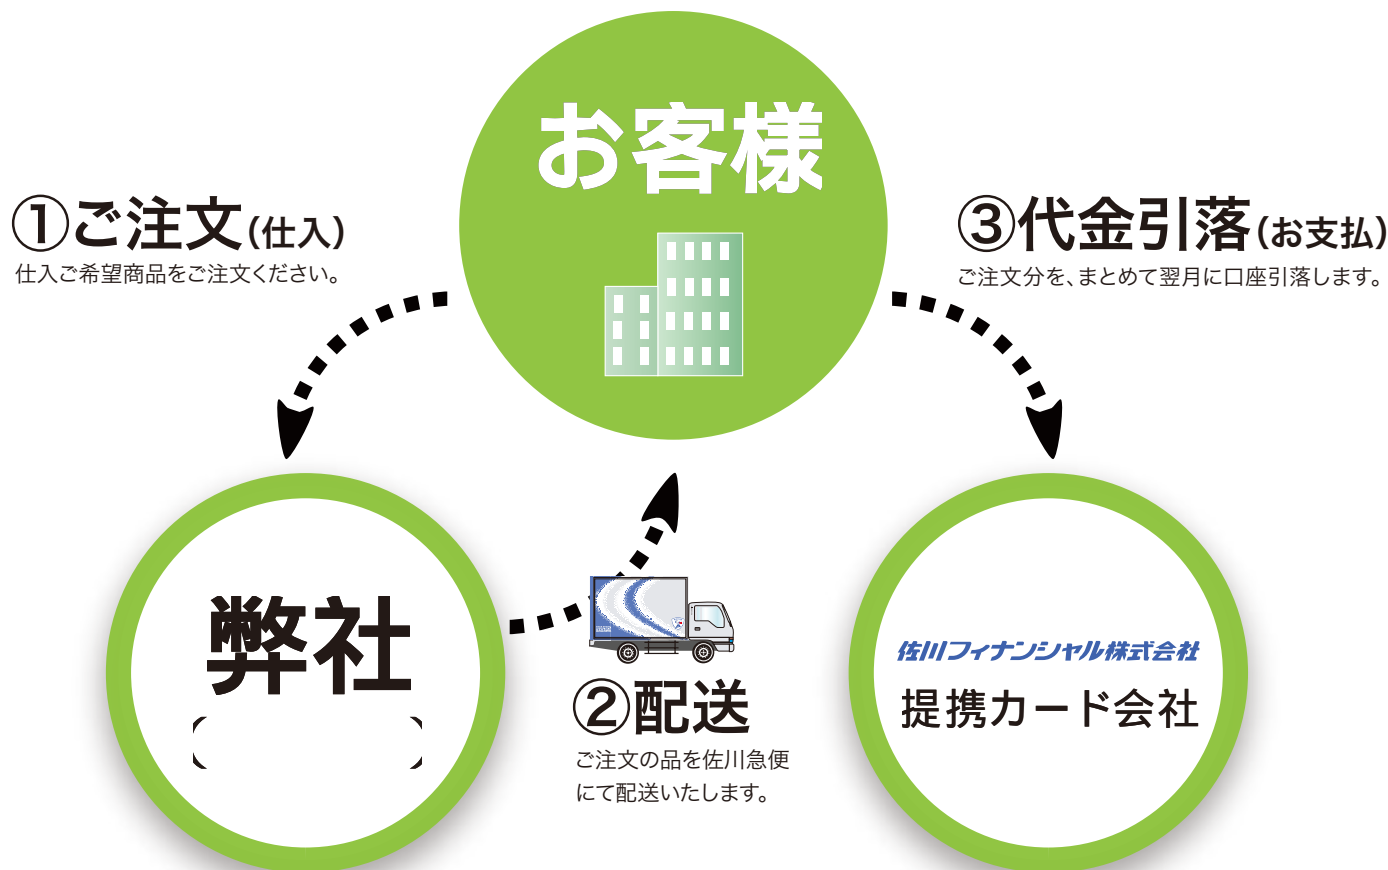 お客様
①ご注文(仕入)
仕入ご希望商品をご注文ください。
③代金引落(お支払)
ご注文分を、まとめて翌月に口座引落します。
弊社
( )
②配送
ご注文の品を佐川急便
にて配送いたします。
佐川フィナンシャル株式会社
提携カード会社